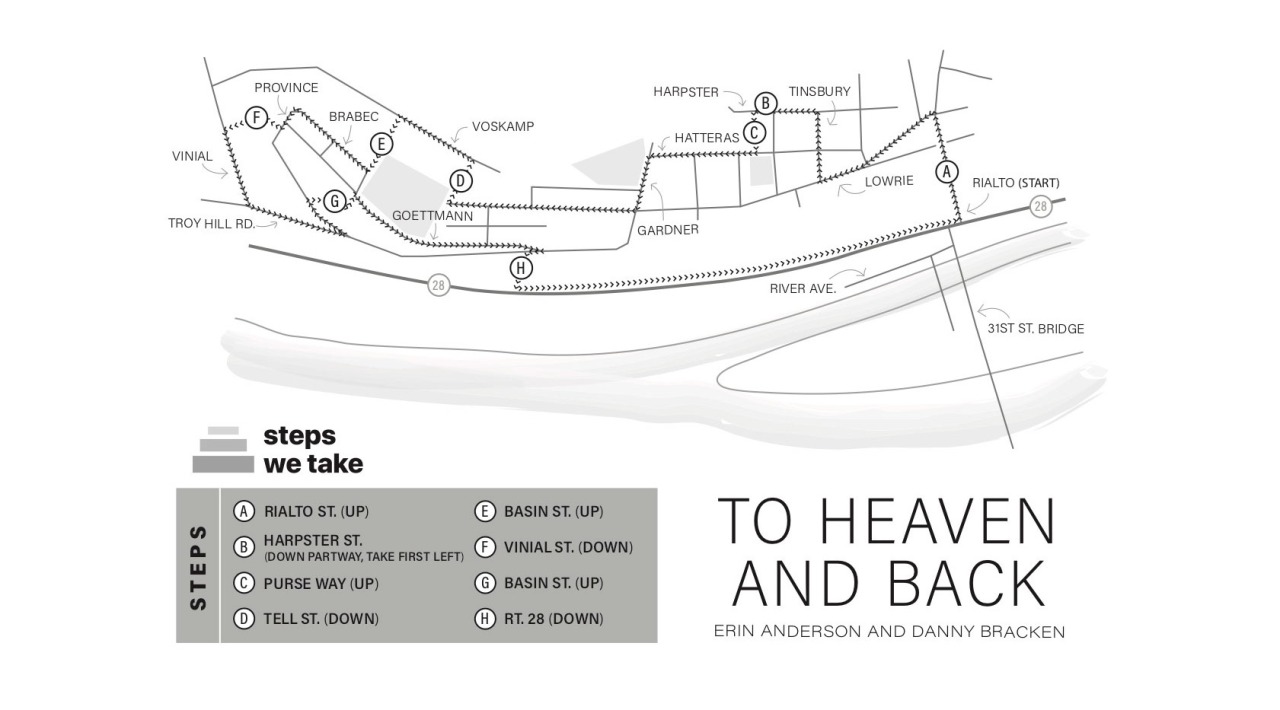 PROVINCE
BRABEC
F
E
VOSKAMP
VINIAL
D
G
TROY HILL RD.
GOETTMANN
HARPSTER
B
TINSBURY
HATTERAS
C
A
LOWRIE
RIALTO (START)
28
GARDNER
H
28
RIVER AVE.
31ST ST. BRIDGE
steps
we take
STEPS
A RIALTO ST. (UP)
B HARPSTER ST.
(DOWN PARTWAY, TAKE FIRST LEFT)
C PURSE WAY (UP)
D TELL ST. (DOWN)
E BASIN ST. (UP)
F VINIAL ST. (DOWN)
G BASIN ST. (UP)
H RT. 28 (DOWN)
TO HEAVEN
AND BACK
ERIN ANDERSON AND DANNY BRACKEN